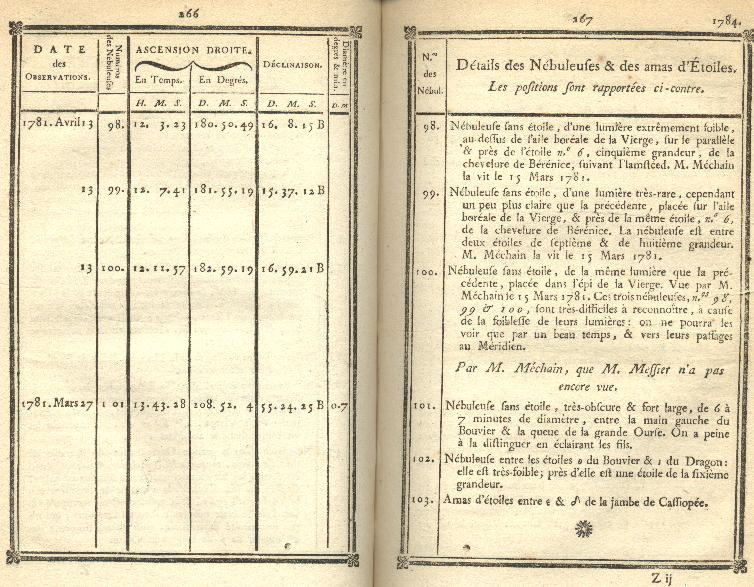 266
DATE
des
OBSERVATIONS.
Numéros
des Nébuleuses
ASCENSION DROITE.
En Temps.
En Degrés.
DÉCLINAISON.
Diamètre en
degrés & min.
H. M. S.
D. M. S.
D. M. S.
D. M.
1781. Avril 13 98. 12. 3. 23 180. 50. 49 16. 8. 15 B
13 99. 12. 7. 41 181. 55. 19 15. 37. 12 B
13 100. 12. 11. 57 182. 59. 19 16. 59. 21 B
1781. Mars 27 101 13. 43. 28 208. 52. 4 55. 24. 25 B 0. 7
267
1784.
N.os
des
Nébul.
Détails des Nébuleuſes & des amas d'Étoiles.
Les poſitions ſont rapportées ci-contre.
98. Nébuleuſe ſans étoile, d'une lumière extrêmement foible,
au-deſſus de l'aile boréale de la Vierge, ſur le parallèle
& près de l'étoile n.° 6, cinquième grandeur, de la
chevelure de Bérénice, ſuivant Flamſteed. M. Méchain
la vit le 15 Mars 1781.
99. Nébuleuſe ſans étoile, d'une lumière très-rare, cependant
un peu plus claire que la précédente, placée ſur l'aile
boréale de la Vierge, & près de la même étoile, n.° 6,
de la chevelure de Bérénice. La nébuleuſe eſt entre
deux étoiles de ſeptième & de huitième grandeur.
M. Méchain la vit le 15 Mars 1781.
100. Nébuleuſe ſans étoile, de la même lumière que la pré-
cédente, placée dans l'épi de la Vierge. Vue par M.
Méchain le 15 Mars 1781. Ces trois nébuleuſes, n.os 98,
99 & 100, ſont très-difficiles à reconnoître, à cauſe
de la foibleſſe de leurs lumières: on ne pourra les
voir que par un beau temps, & vers leurs paſſages
au Méridien.
Par M. Méchain, que M. Meſſier n'a pas
encore vue.
101. Nébuleuſe ſans étoile, très-obſcure & fort large, de 6 à
7 minutes de diamètre, entre la main gauche du
Bouvier & la queue de la grande Ourſe. On a peine
à la diſtinguer en éclairant les fils.
102. Nébuleuſe entre les étoiles ο du Bouvier & ι du Dragon:
elle eſt très-foible; près d'elle eſt une étoile de la ſixième
grandeur.
103. Amas d'étoiles entre ε & δ de la jambe de Caſſiopée.
Z ij